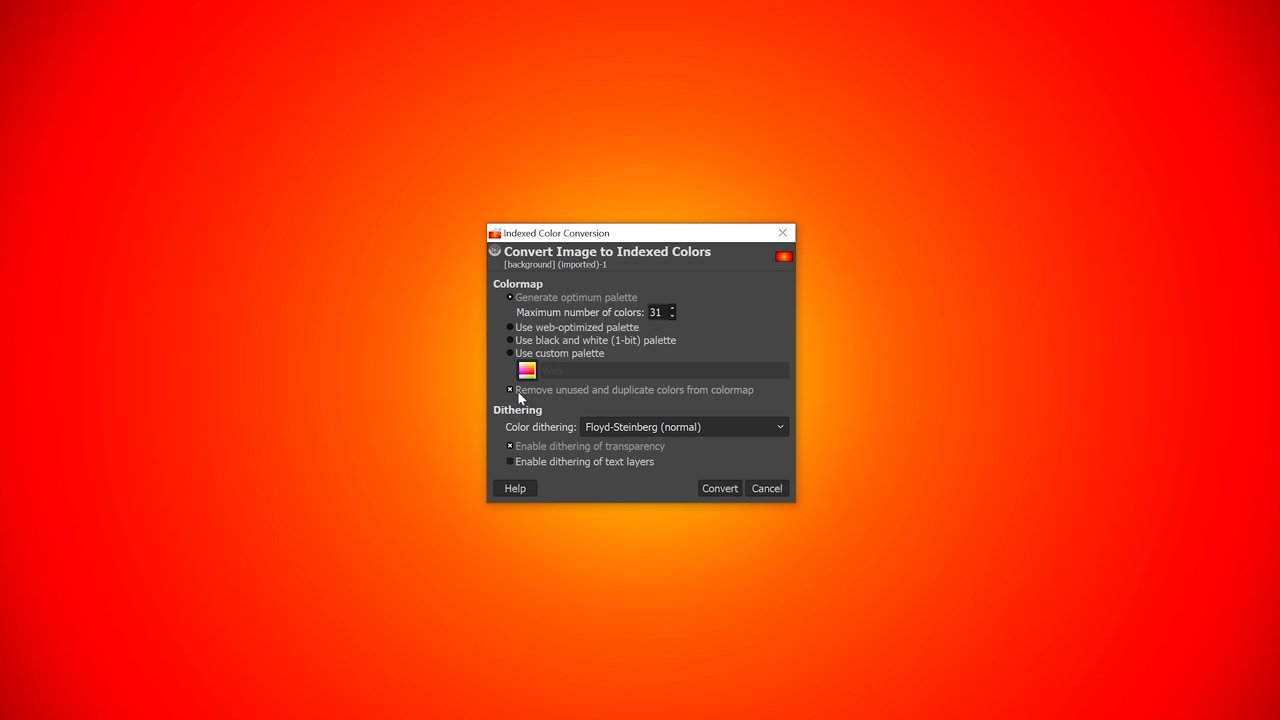 Indexed Color Conversion
Convert Image to Indexed Colors
[background] (imported)-1
Colormap
Generate optimum palette
Maximum number of colors: 31
Use web-optimized palette
Use black and white (1-bit) palette
Use custom palette
Web
Remove unused and duplicate colors from colormap
Dithering
Color dithering: Floyd-Steinberg (normal)
Enable dithering of transparency
Enable dithering of text layers
Help Convert Cancel